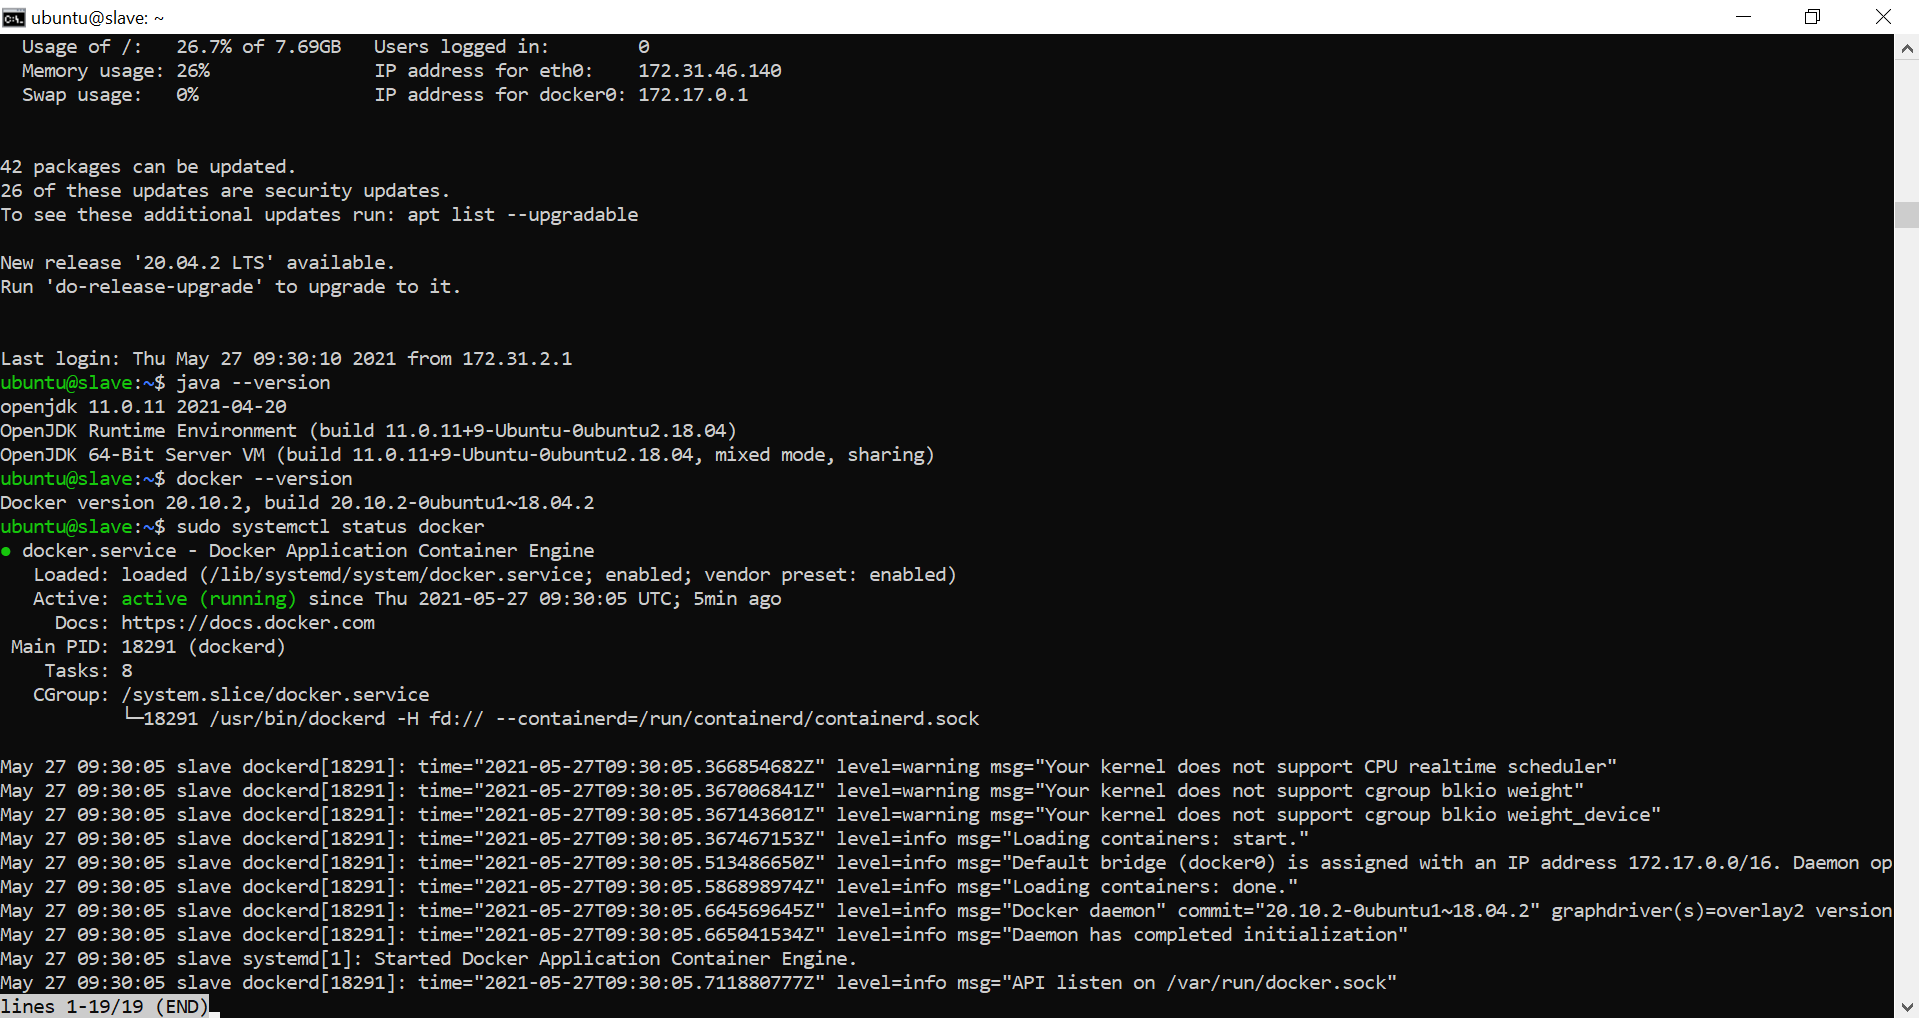 ubuntu@slave: ~
Usage of /:   26.7% of 7.69GB   Users logged in:        0
Memory usage: 26%               IP address for eth0:    172.31.46.140
Swap usage:   0%                IP address for docker0: 172.17.0.1
42 packages can be updated.
26 of these updates are security updates.
To see these additional updates run: apt list --upgradable
New release '20.04.2 LTS' available.
Run 'do-release-upgrade' to upgrade to it.
Last login: Thu May 27 09:30:10 2021 from 172.31.2.1
ubuntu@slave:~$ java --version
openjdk 11.0.11 2021-04-20
OpenJDK Runtime Environment (build 11.0.11+9-Ubuntu-0ubuntu2.18.04)
OpenJDK 64-Bit Server VM (build 11.0.11+9-Ubuntu-0ubuntu2.18.04, mixed mode, sharing)
ubuntu@slave:~$ docker --version
Docker version 20.10.2, build 20.10.2-0ubuntu1~18.04.2
ubuntu@slave:~$ sudo systemctl status docker
● docker.service - Docker Application Container Engine
Loaded: loaded (/lib/systemd/system/docker.service; enabled; vendor preset: enabled)
Active: active (running) since Thu 2021-05-27 09:30:05 UTC; 5min ago
Docs: https://docs.docker.com
Main PID: 18291 (dockerd)
Tasks: 8
CGroup: /system.slice/docker.service
└─18291 /usr/bin/dockerd -H fd:// --containerd=/run/containerd/containerd.sock
May 27 09:30:05 slave dockerd[18291]: time="2021-05-27T09:30:05.366854682Z" level=warning msg="Your kernel does not support CPU realtime scheduler"
May 27 09:30:05 slave dockerd[18291]: time="2021-05-27T09:30:05.367006841Z" level=warning msg="Your kernel does not support cgroup blkio weight"
May 27 09:30:05 slave dockerd[18291]: time="2021-05-27T09:30:05.367143601Z" level=warning msg="Your kernel does not support cgroup blkio weight_device"
May 27 09:30:05 slave dockerd[18291]: time="2021-05-27T09:30:05.367467153Z" level=info msg="Loading containers: start."
May 27 09:30:05 slave dockerd[18291]: time="2021-05-27T09:30:05.513486650Z" level=info msg="Default bridge (docker0) is assigned with an IP address 172.17.0.0/16. Daemon op
May 27 09:30:05 slave dockerd[18291]: time="2021-05-27T09:30:05.586898974Z" level=info msg="Loading containers: done."
May 27 09:30:05 slave dockerd[18291]: time="2021-05-27T09:30:05.664569645Z" level=info msg="Docker daemon" commit="20.10.2-0ubuntu1~18.04.2" graphdriver(s)=overlay2 version
May 27 09:30:05 slave dockerd[18291]: time="2021-05-27T09:30:05.665041534Z" level=info msg="Daemon has completed initialization"
May 27 09:30:05 slave systemd[1]: Started Docker Application Container Engine.
May 27 09:30:05 slave dockerd[18291]: time="2021-05-27T09:30:05.711880777Z" level=info msg="API listen on /var/run/docker.sock"
lines 1-19/19 (END)